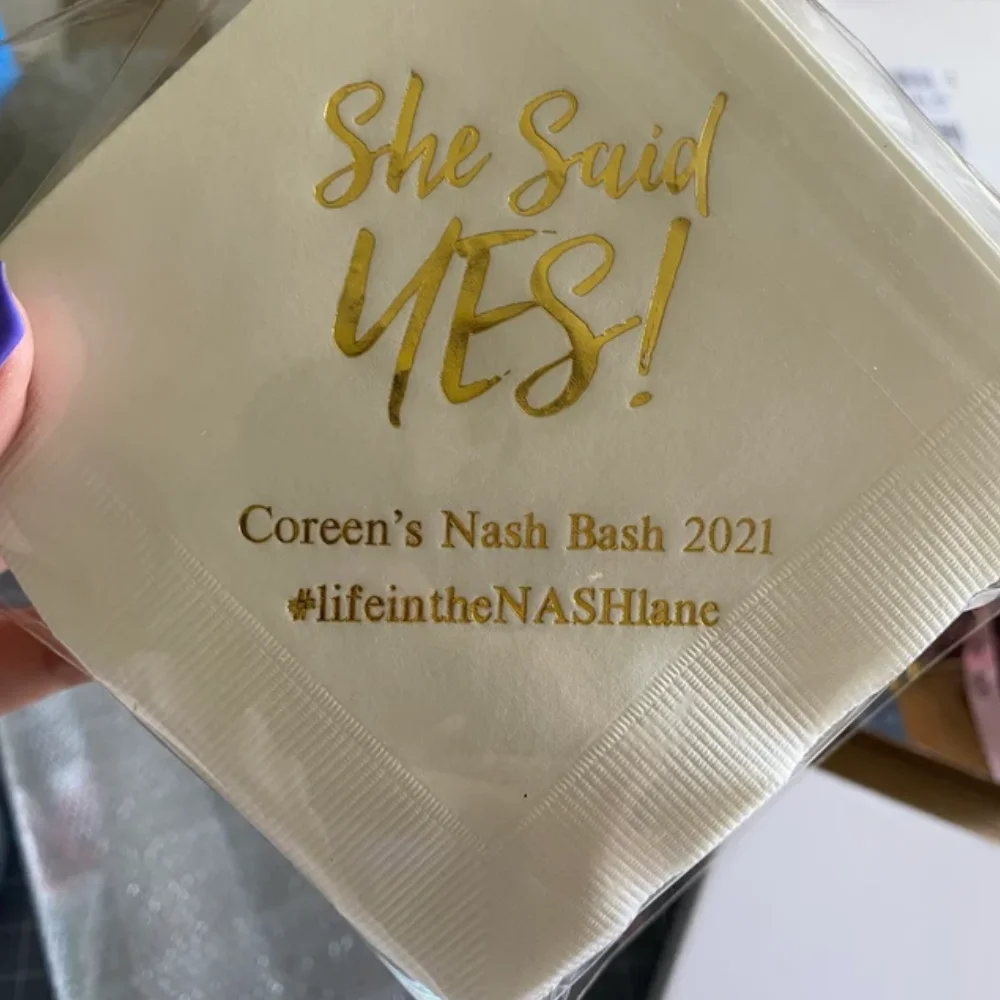 She Said
YES!
Coreen's Nash Bash 2021
#lifeintheNASHlane